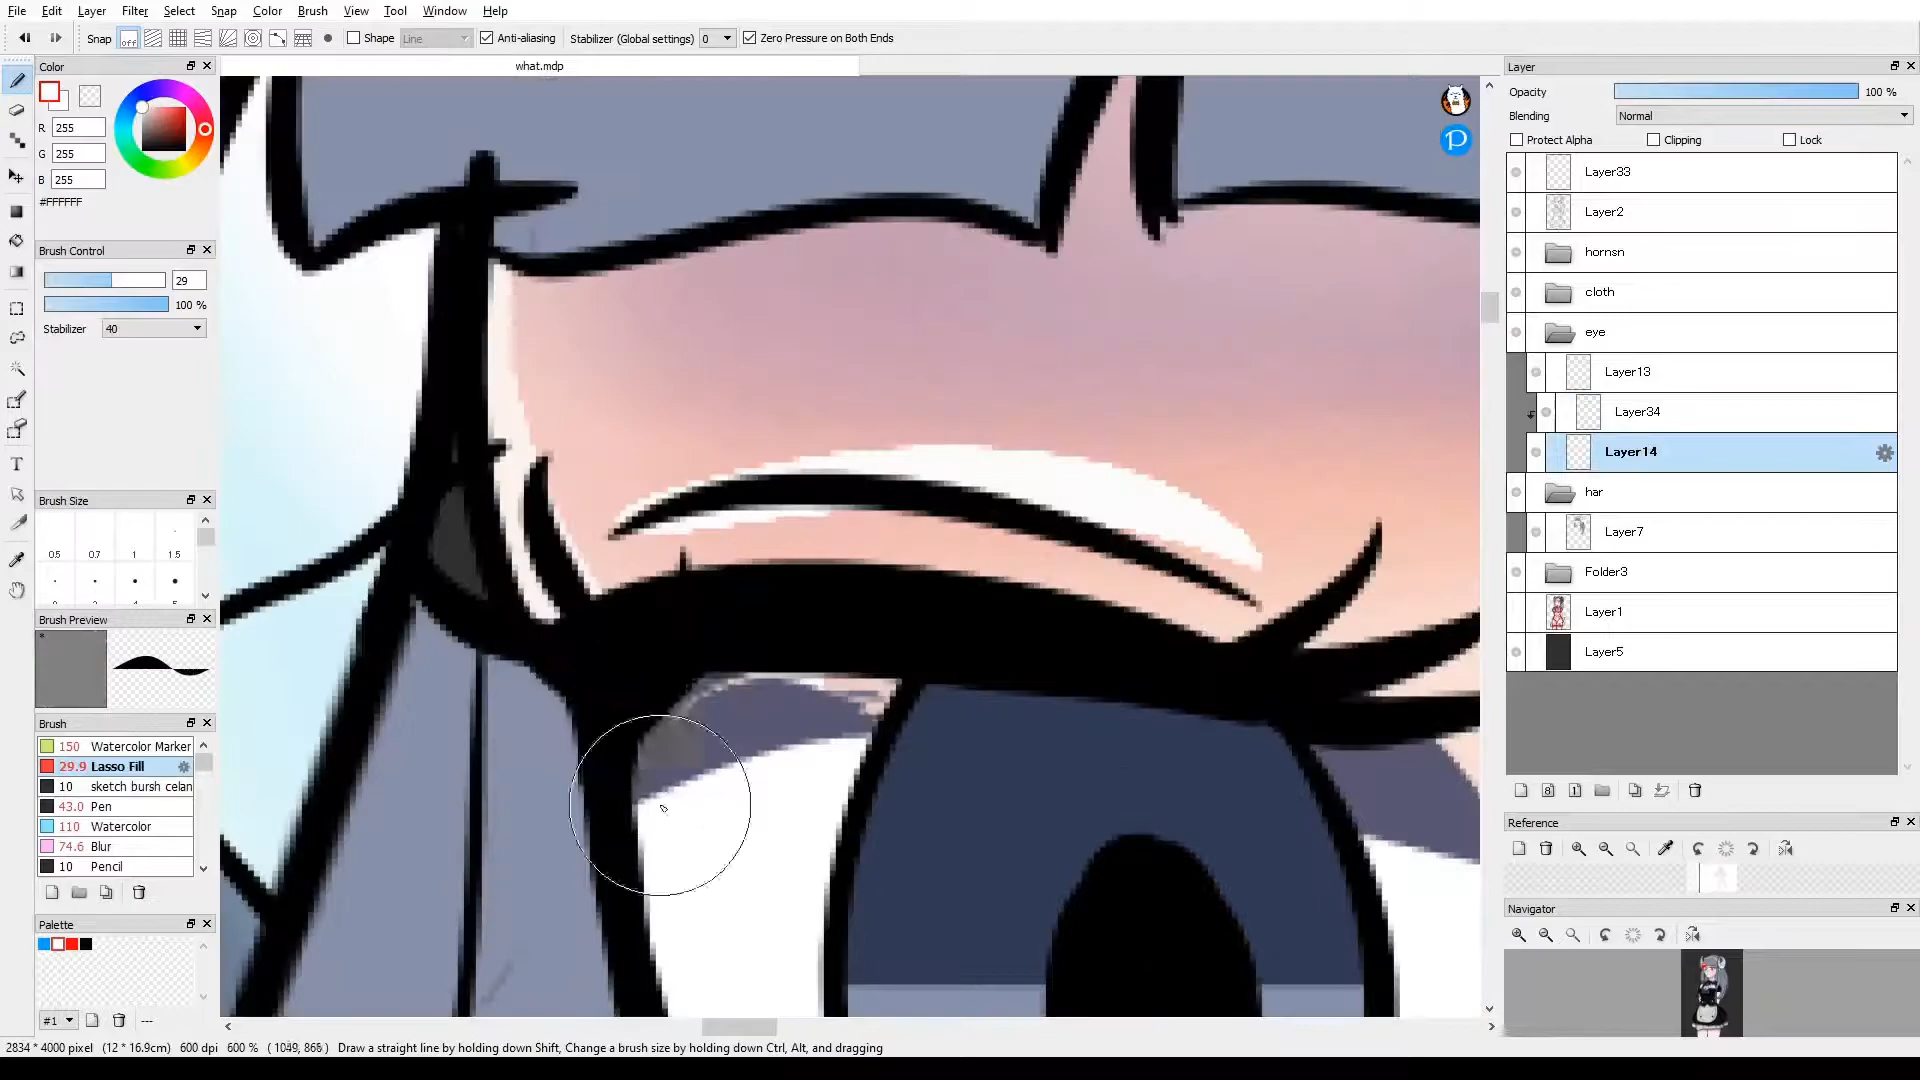 File Edit Layer Filter Select Snap Color Brush View Tool Window Help
Snap off Shape Line Anti-aliasing Stabilizer (Global settings) 0 Zero Pressure on Both Ends
Color
what.mdp
R 255
G 255
B 255
#FFFFFF
Brush Control
29
100 %
Stabilizer 40
Brush Size
0.5 0.7 1 1.5
Brush Preview
Brush
150 Watercolor Marker
29.9 Lasso Fill
10 sketch bursh celan
43.0 Pen
110 Watercolor
74.6 Blur
10 Pencil
Palette
#1 ---
Layer
Opacity 100 %
Blending Normal
Protect Alpha Clipping Lock
Layer33
Layer2
hornsn
cloth
eye
Layer13
Layer34
Layer14
har
Layer7
Folder3
Layer1
Layer5
Reference
Navigator
2834 * 4000 pixel (12 * 16.9cm) 600 dpi 600 % Draw a straight line by holding down Shift, Change a brush size by holding down Ctrl, Alt, and dragging